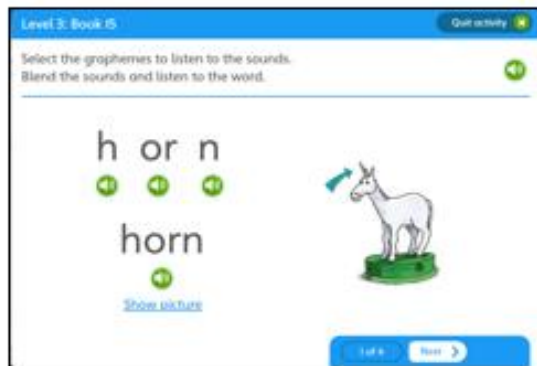 Level 3: Book 15
Quit activity
Select the graphemes to listen to the sounds.
Blend the sounds and listen to the word.
h or n
horn
Show picture
1 of 6
Next